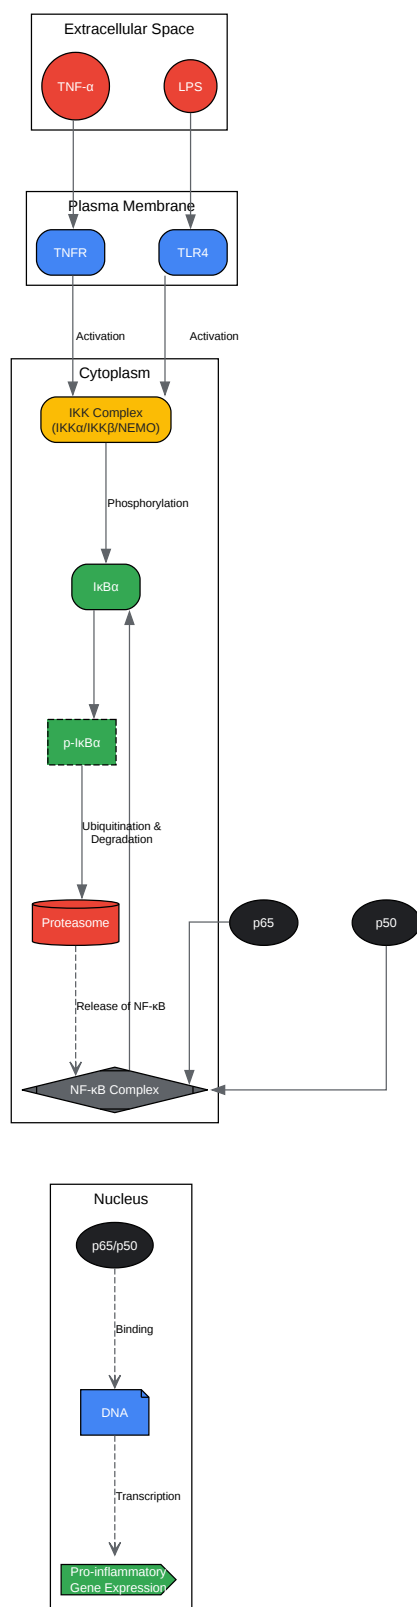 Extracellular Space
TNF-α
LPS
Plasma Membrane
TNFR
TLR4
Activation
Activation
Cytoplasm
IKK Complex
(IKKα/IKKβ/NEMO)
Phosphorylation
IκBα
p-IκBα
Ubiquitination &
Degradation
Proteasome
p65
p50
Release of NF-κB
NF-κB Complex
Nucleus
p65/p50
Binding
DNA
Transcription
Pro-inflammatory
Gene Expression